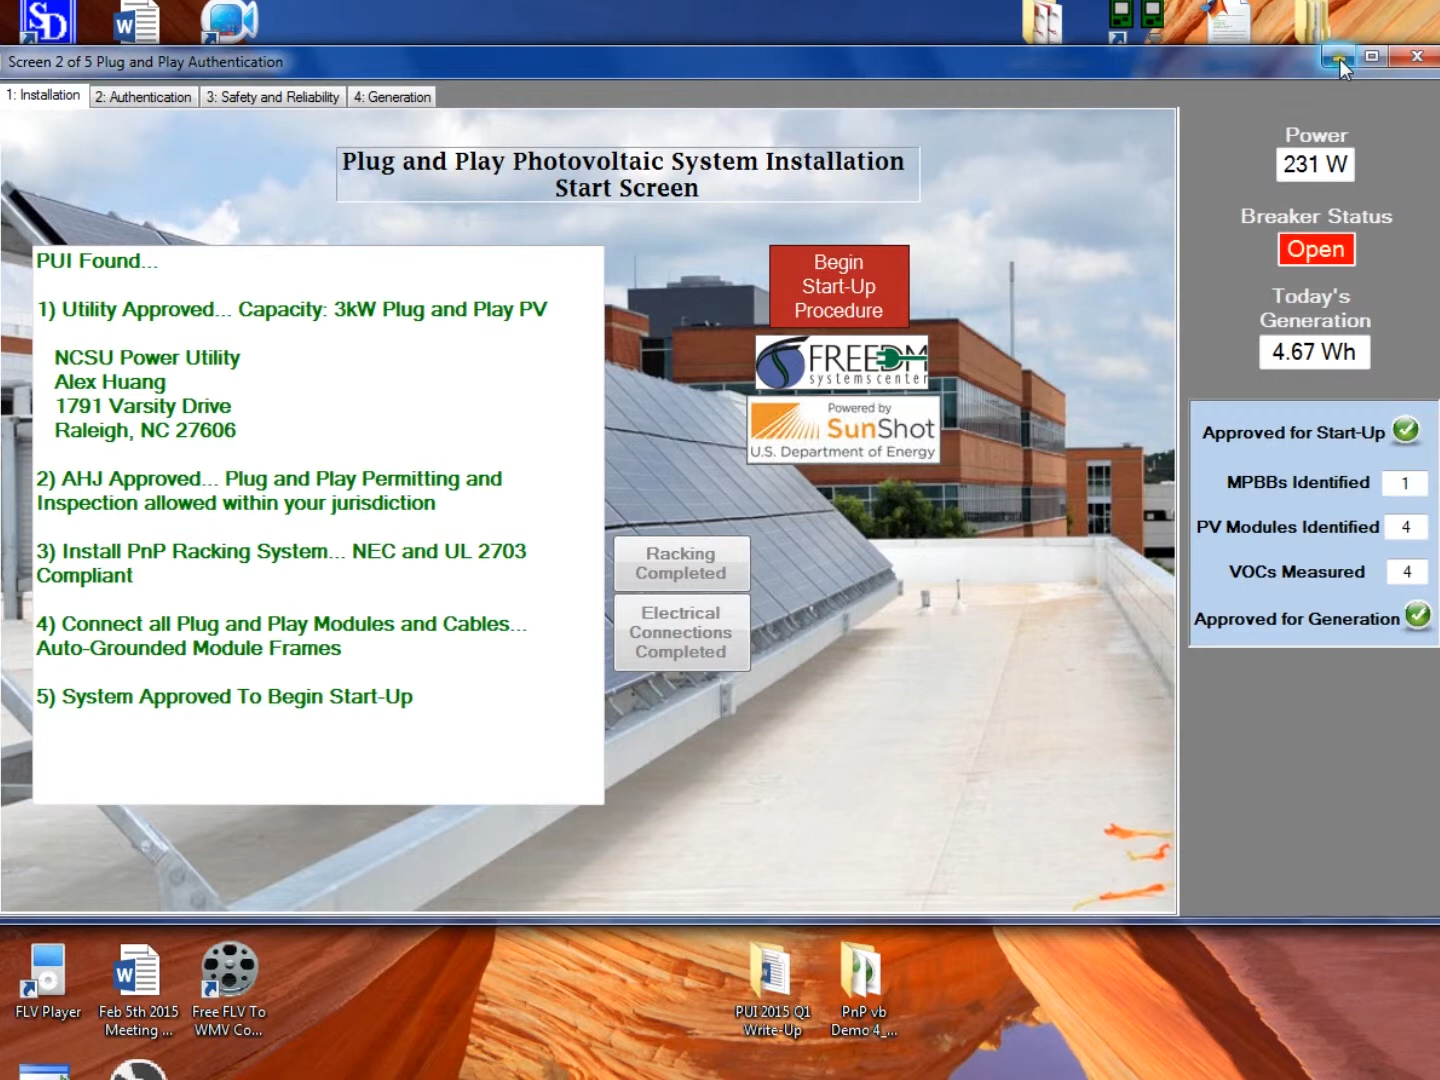 SD
W
Screen 2 of 5 Plug and Play Authentication
1: Installation
2: Authentication
3: Safety and Reliability
4: Generation
Plug and Play Photovoltaic System Installation
Start Screen
PUI Found...
1) Utility Approved... Capacity: 3kW Plug and Play PV
NCSU Power Utility
Alex Huang
1791 Varsity Drive
Raleigh, NC 27606
2) AHJ Approved... Plug and Play Permitting and
Inspection allowed within your jurisdiction
3) Install PnP Racking System... NEC and UL 2703
Compliant
4) Connect all Plug and Play Modules and Cables...
Auto-Grounded Module Frames
5) System Approved To Begin Start-Up
Begin
Start-Up
Procedure
FREEDM
systems center
Powered by
SunShot
U.S. Department of Energy
Racking
Completed
Electrical
Connections
Completed
Power
231 W
Breaker Status
Open
Today's
Generation
4.67 Wh
Approved for Start-Up
MPBBs Identified 1
PV Modules Identified 4
VOCs Measured 4
Approved for Generation
W
FLV Player
Feb 5th 2015
Meeting ...
Free FLV To
WMV Co...
PUI 2015 Q1
Write-Up
PnP vb
Demo 4_...